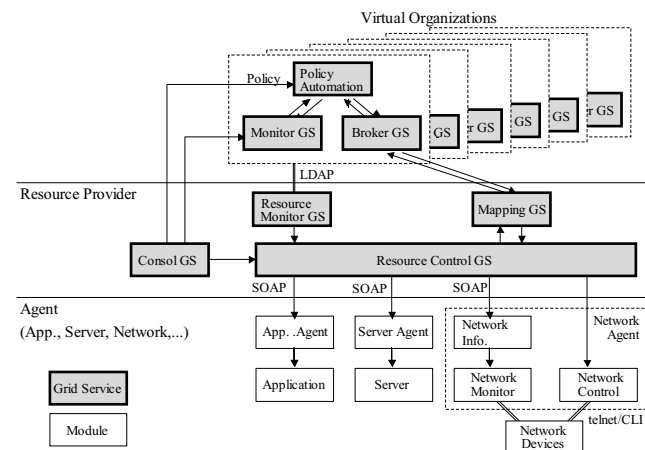 Virtual Organizations
Policy
Policy
Automation
Monitor GS
Broker GS
GS
er GS
GS
GS
r GS
LDAP
Resource Provider
Resource
Monitor GS
Mapping GS
Consol GS
Resource Control GS
SOAP
SOAP
SOAP
Agent
(App., Server, Network,...)
App. .Agent
Server Agent
Network
Info.
Network
Agent
Application
Server
Network
Monitor
Network
Control
Grid Service
Module
telnet/CLI
Network
Devices